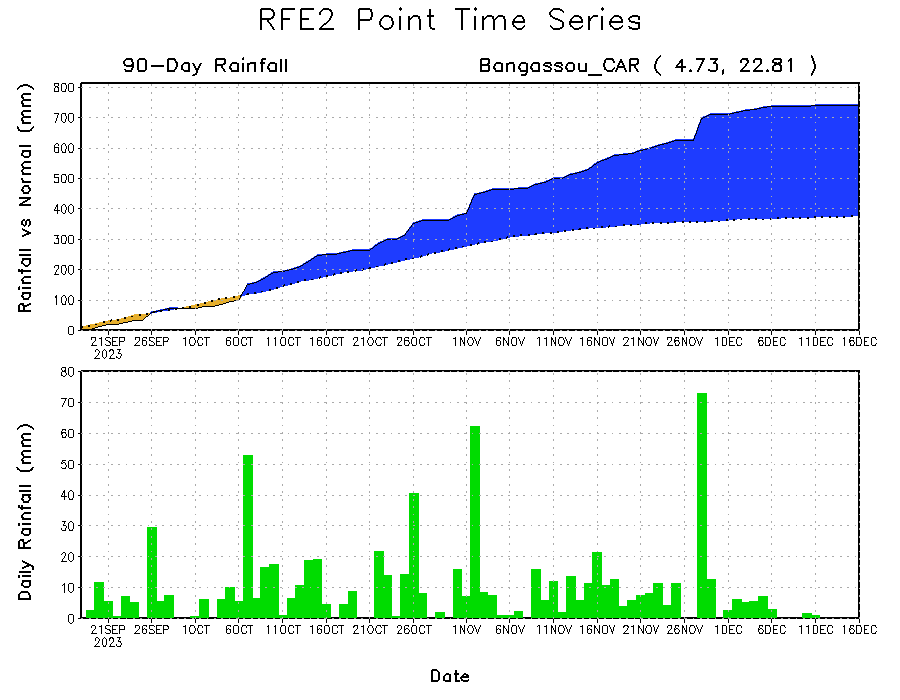 RFE2 Point Time Series
90-Day Rainfall
Bangassou_CAR ( 4.73, 22.81 )
Rainfall vs Normal (mm)
800
700
600
500
400
300
200
100
0
21SEP 26SEP 1OCT 6OCT 11OCT 16OCT 21OCT 26OCT 1NOV 6NOV 11NOV 16NOV 21NOV 26NOV 1DEC 6DEC 11DEC 16DEC
2023
Daily Rainfall (mm)
80
70
60
50
40
30
20
10
0
21SEP 26SEP 1OCT 6OCT 11OCT 16OCT 21OCT 26OCT 1NOV 6NOV 11NOV 16NOV 21NOV 26NOV 1DEC 6DEC 11DEC 16DEC
2023
Date